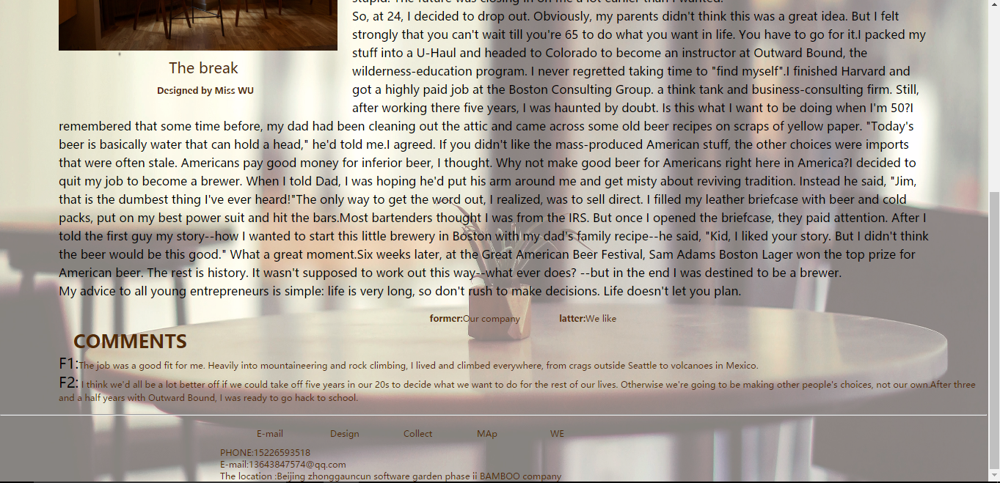 stupid. The future was closing in on me a lot earlier than I wanted.
So, at 24, I decided to drop out. Obviously, my parents didn't think this was a great idea. But I felt
strongly that you can't wait till you're 65 to do what you want in life. You have to go for it.I packed my
stuff into a U-Haul and headed to Colorado to become an instructor at Outward Bound, the
wilderness-education program. I never regretted taking time to "find myself".I finished Harvard and
got a highly paid job at the Boston Consulting Group. a think tank and business-consulting firm. Still,
after working there five years, I was haunted by doubt. Is this what I want to be doing when I'm 50?I
remembered that some time before, my dad had been cleaning out the attic and came across some old beer recipes on scraps of yellow paper. "Today's
beer is basically water that can hold a head," he'd told me.I agreed. If you didn't like the mass-produced American stuff, the other choices were imports
that were often stale. Americans pay good money for inferior beer, I thought. Why not make good beer for Americans right here in America?I decided to
quit my job to become a brewer. When I told Dad, I was hoping he'd put his arm around me and get misty about reviving tradition. Instead he said, "Jim,
that is the dumbest thing I've ever heard!"The only way to get the word out, I realized, was to sell direct. I filled my leather briefcase with beer and cold
packs, put on my best power suit and hit the bars.Most bartenders thought I was from the IRS. But once I opened the briefcase, they paid attention. After I
told the first guy my story--how I wanted to start this little brewery in Boston with my dad's family recipe--he said, "Kid, I liked your story. But I didn't think
the beer would be this good." What a great moment.Six weeks later, at the Great American Beer Festival, Sam Adams Boston Lager won the top prize for
American beer. The rest is history. It wasn't supposed to work out this way--what ever does? --but in the end I was destined to be a brewer.
My advice to all young entrepreneurs is simple: life is very long, so don't rush to make decisions. Life doesn't let you plan.
The break
Designed by Miss WU
former:Our company latter:We like
COMMENTS
F1:The job was a good fit for me. Heavily into mountaineering and rock climbing, I lived and climbed everywhere, from crags outside Seattle to volcanoes in Mexico.
F2: I think we'd all be a lot better off if we could take off five years in our 20s to decide what we want to do for the rest of our lives. Otherwise we're going to be making other people's choices, not our own.After three
and a half years with Outward Bound, I was ready to go hack to school.
E-mail Design Collect MAp WE
PHONE:15226593518
E-mail:13643847574@qq.com
The location :Beijing zhonggauncun software garden phase ii BAMBOO company